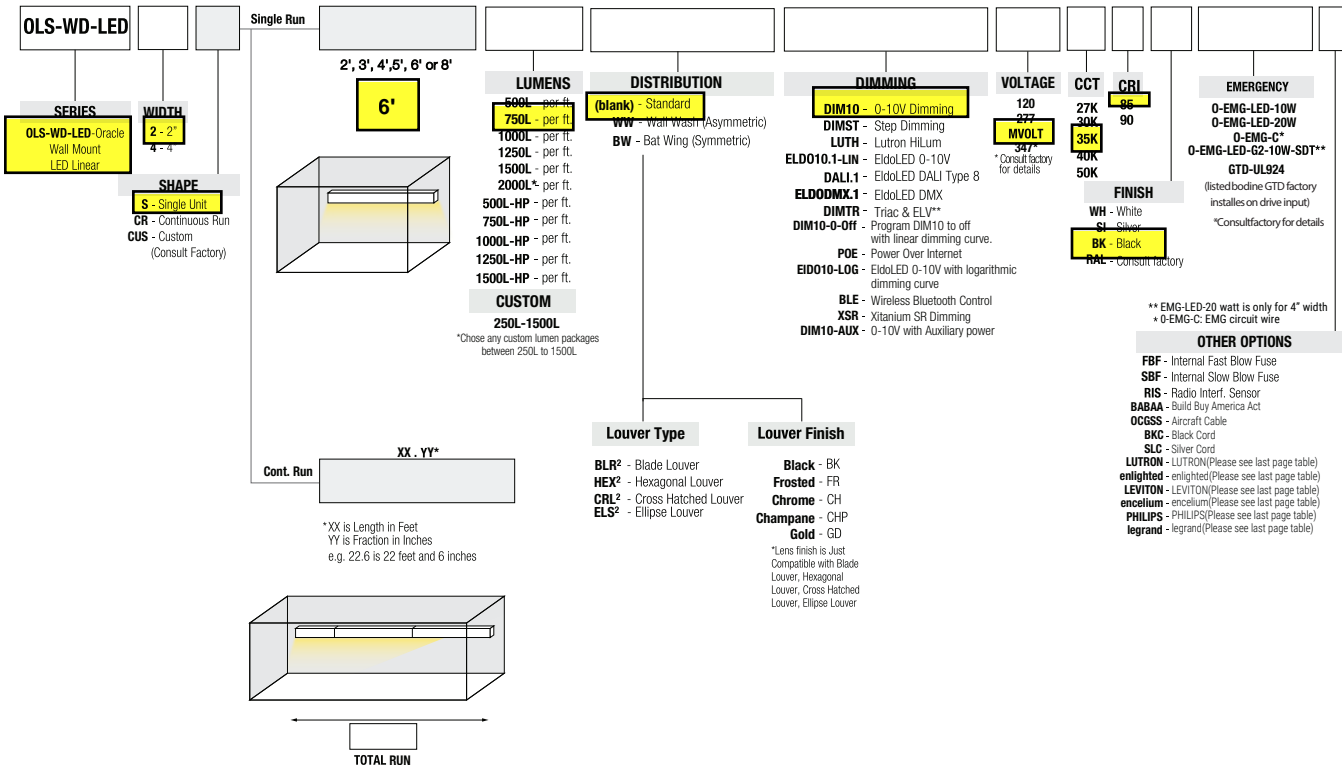 OLS-WD-LED
Single Run
2', 3', 4',5', 6' or 8'
6'
SERIES
OLS-WD-LED-Oracle
Wall Mount
LED Linear
WIDTH
2 - 2"
4 - 4"
SHAPE
S - Single Unit
CR - Continuous Run
CUS - Custom
(Consult Factory)
LUMENS
500L - per ft.
750L - per ft.
1000L - per ft.
1250L - per ft.
1500L - per ft.
2000L*- per ft.
500L-HP - per ft.
750L-HP - per ft.
1000L-HP - per ft.
1250L-HP - per ft.
1500L-HP - per ft.
CUSTOM
250L-1500L
*Chose any custom lumen packages
between 250L to 1500L
DISTRIBUTION
(blank) - Standard
WW - Wall Wash (Asymmetric)
BW - Bat Wing (Symmetric)
DIMMING
DIM10 - 0-10V Dimming
DIMST - Step Dimming
LUTH - Lutron HiLum
ELDO10.1-LIN - EldoLED 0-10V
DALI.1 - EldoLED DALI Type 8
ELDODMX.1 - EldoLED DMX
DIMTR - Triac & ELV**
DIM10-0-Off - Program DIM10 to off
with linear dimming curve.
POE - Power Over Internet
ElDO10-LOG - EldoLED 0-10V with logarithmic
dimming curve
BLE - Wireless Bluetooth Control
XSR - Xitanium SR Dimming
DIM10-AUX - 0-10V with Auxiliary power
VOLTAGE
120
277
MVOLT
347*
* Consult factory
for details
CCT
27K
30K
35K
40K
50K
CRI
85
90
FINISH
WH - White
SI - Silver
BK - Black
RAL - Consult factory
EMERGENCY
O-EMG-LED-10W
O-EMG-LED-20W
O-EMG-C*
O-EMG-LED-G2-10W-SDT**
GTD-UL924
(listed bodine GTD factory
installes on drive input)
*Consultfactory for details
** EMG-LED-20 watt is only for 4" width
* O-EMG-C: EMG circuit wire
OTHER OPTIONS
FBF - Internal Fast Blow Fuse
SBF - Internal Slow Blow Fuse
RIS - Radio Interf. Sensor
BABAA - Build Buy America Act
OCGSS - Aircraft Cable
BKC - Black Cord
SLC - Silver Cord
LUTRON - LUTRON(Please see last page table)
enlighted - enlighted(Please see last page table)
LEVITON - LEVITON(Please see last page table)
encelium - encelium(Please see last page table)
PHILIPS - PHILIPS(Please see last page table)
legrand - legrand(Please see last page table)
Louver Type
BLR² - Blade Louver
HEX² - Hexagonal Louver
CRL² - Cross Hatched Louver
ELS² - Ellipse Louver
Louver Finish
Black - BK
Frosted - FR
Chrome - CH
Champane - CHP
Gold - GD
*Lens finish is Just
Compatible with Blade
Louver, Hexagonal
Louver, Cross Hatched
Louver, Ellipse Louver
Cont. Run
XX . YY*
*XX is Length in Feet
YY is Fraction in Inches
e.g. 22.6 is 22 feet and 6 inches
TOTAL RUN